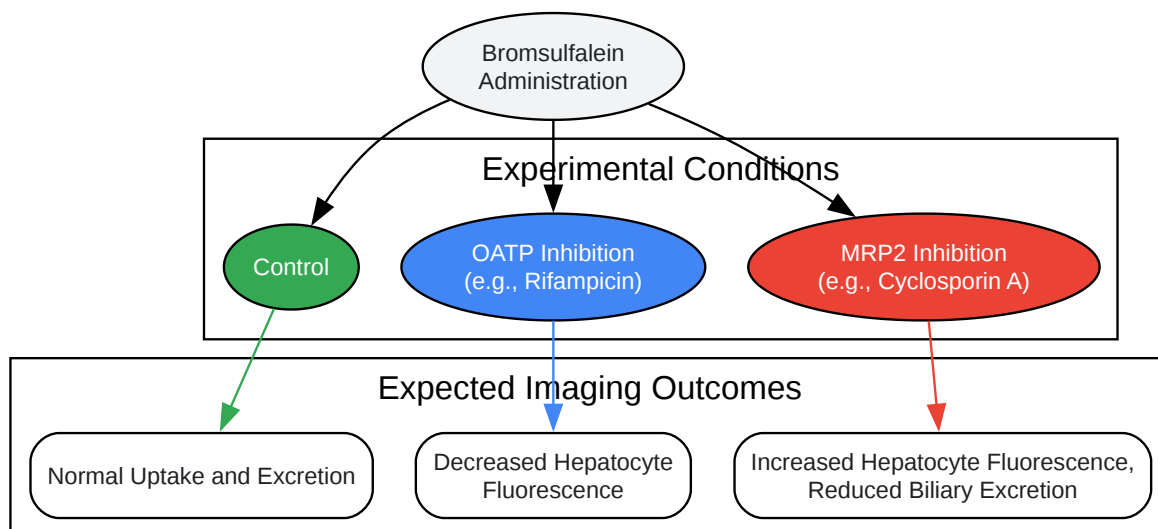 Bromsulfalein
Administration
Experimental Conditions
Control
OATP Inhibition
(e.g., Rifampicin)
MRP2 Inhibition
(e.g., Cyclosporin A)
Expected Imaging Outcomes
Normal Uptake and Excretion
Decreased Hepatocyte
Fluorescence
Increased Hepatocyte Fluorescence,
Reduced Biliary Excretion